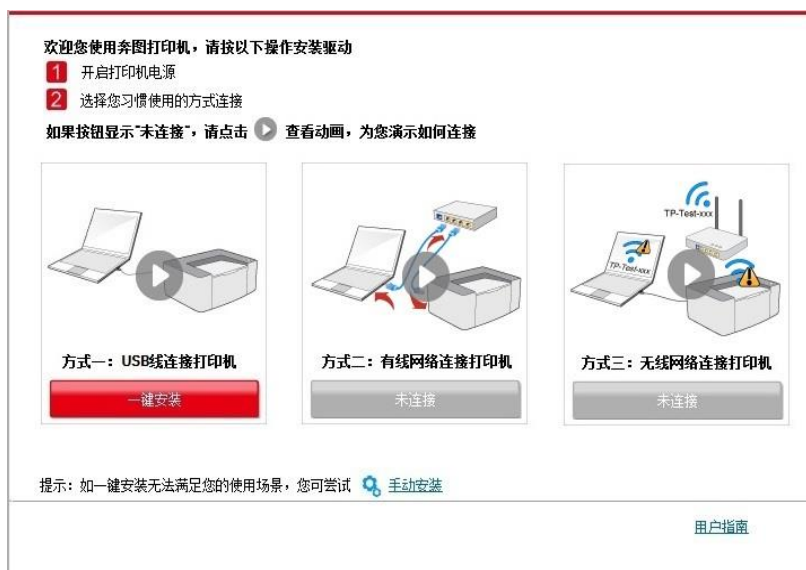 欢迎您使用奔图打印机，请按以下操作安装驱动
1 开启打印机电源
2 选择您习惯使用的方式连接
如果按钮显示"未连接"，请点击 查看动画，为您演示如何连接
TP-Test-xxx
TP-Test-xxx
方式一：USB线连接打印机
方式二：有线网络连接打印机
方式三：无线网络连接打印机
一键安装
未连接
未连接
提示：如一键安装无法满足您的使用场景，您可尝试 手动安装
用户指南